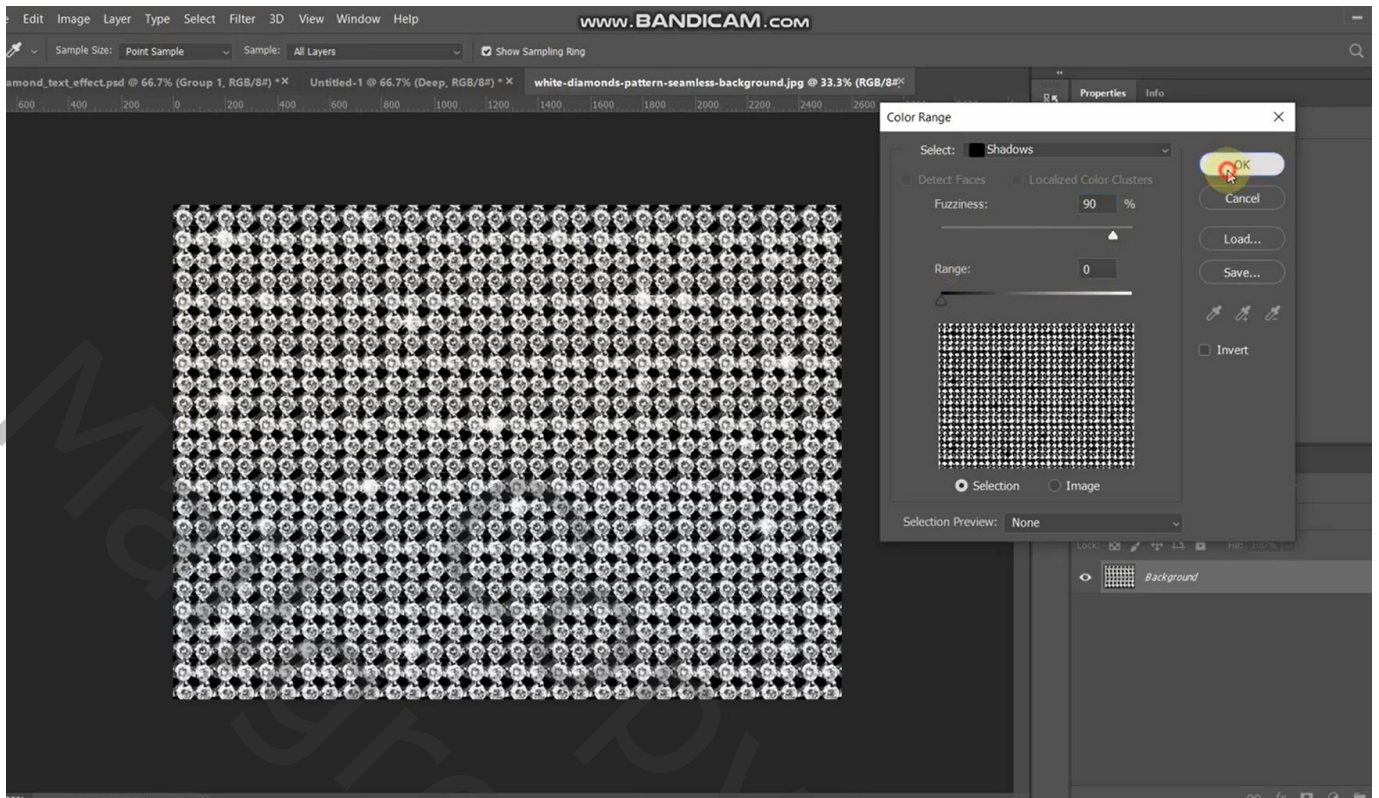 Edit Image Layer Type Select Filter 3D View Window Help
www.BANDICAM.com
Sample Size: Point Sample Sample: All Layers Show Sampling Ring
amond_text_effect.psd @ 66.7% (Group 1, RGB/8#) * × Untitled-1 @ 66.7% (Deep, RGB/8#) * × white-diamonds-pattern-seamless-background.jpg @ 33.3% (RGB/8#
600 400 200 0 200 400 600 800 1000 1200 1400 1600 1800 2000 2200 2400 2600
Properties Info
Color Range
Select: Shadows
OK
Detect Faces Localized Color Clusters
Fuzziness: 90 %
Cancel
Load...
Range: 0
Save...
Invert
Selection Image
Selection Preview: None
Lock: Fill:
Background